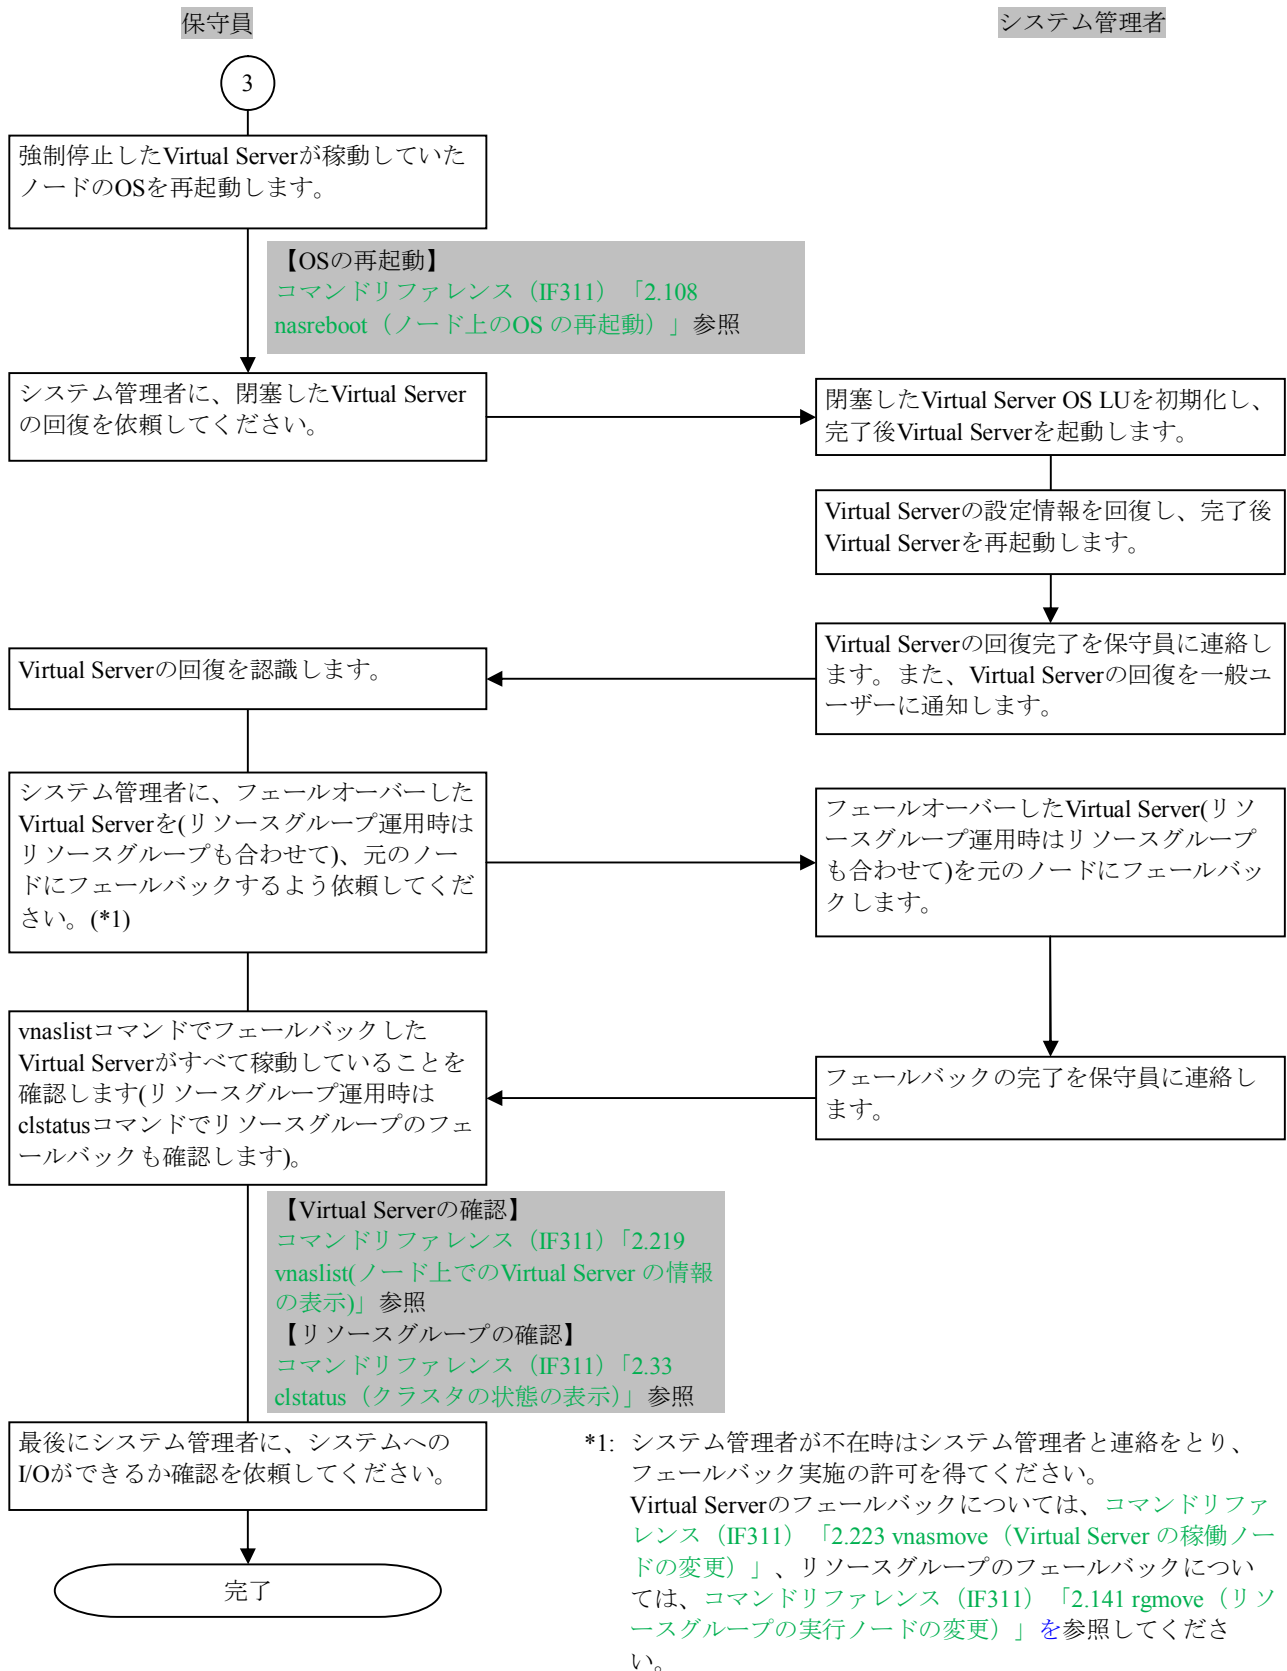 保守員
システム管理者
3
強制停止したVirtual Serverが稼動していた
ノードのOSを再起動します。
【OSの再起動】
コマンドリファレンス（IF311）「2.108
nasreboot（ノード上のOS の再起動）」参照
システム管理者に、閉塞したVirtual Server
の回復を依頼してください。
閉塞したVirtual Server OS LUを初期化し、
完了後Virtual Serverを起動します。
Virtual Serverの設定情報を回復し、完了後
Virtual Serverを再起動します。
Virtual Serverの回復完了を保守員に連絡し
ます。また、Virtual Serverの回復を一般ユ
ーザーに通知します。
Virtual Serverの回復を認識します。
システム管理者に、フェールオーバーした
Virtual Serverを(リソースグループ運用時は
リソースグループも合わせて)、元のノー
ドにフェールバックするよう依頼してくだ
さい。(*1)
フェールオーバーしたVirtual Server(リソ
ースグループ運用時はリソースグループ
も合わせて)を元のノードにフェールバッ
クします。
vnaslistコマンドでフェールバックした
Virtual Serverがすべて稼動していることを
確認します(リソースグループ運用時は
clstatusコマンドでリソースグループのフェ
ールバックも確認します)。
フェールバックの完了を保守員に連絡し
ます。
【Virtual Serverの確認】
コマンドリファレンス（IF311）「2.219
vnaslist(ノード上でのVirtual Server の情報
の表示)」参照
【リソースグループの確認】
コマンドリファレンス（IF311）「2.33
clstatus（クラスタの状態の表示）」参照
最後にシステム管理者に、システムへの
I/Oができるか確認を依頼してください。
完了
*1: システム管理者が不在時はシステム管理者と連絡をとり、
フェールバック実施の許可を得てください。
Virtual Serverのフェールバックについては、コマンドリファ
レンス（IF311）「2.223 vnasmove（Virtual Server の稼働ノー
ドの変更）」、リソースグループのフェールバックについ
ては、コマンドリファレンス（IF311）「2.141 rgmove（リソ
ースグループの実行ノードの変更）」を参照してくださ
い。